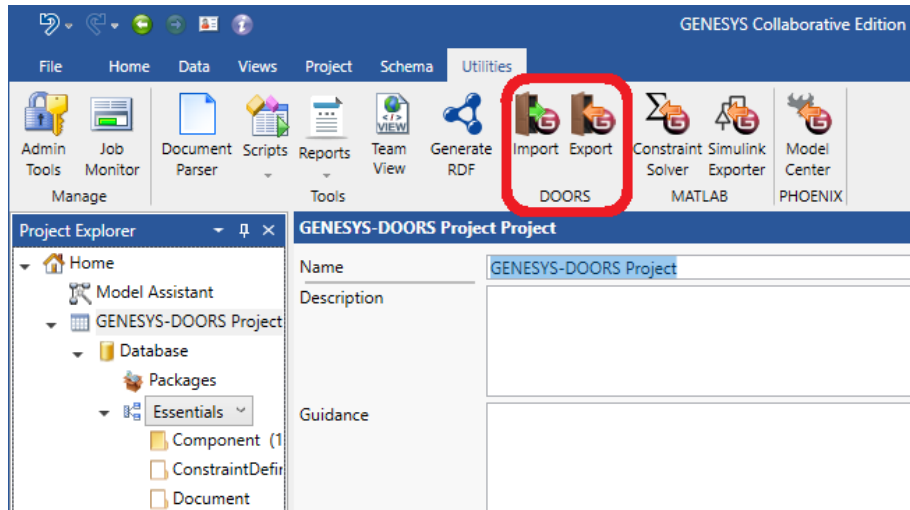 GENESYS Collaborative Edition
File Home Data Views Project Schema Utilities
Admin Tools
Job Monitor
Manage
Document Parser
Scripts
Reports
VIEW
Team View
Generate RDF
Tools
Import Export
DOORS
Constraint Solver
Simulink Exporter
MATLAB
Model Center
PHOENIX
Project Explorer
GENESYS-DOORS Project Project
Home
Model Assistant
GENESYS-DOORS Project
Database
Packages
Essentials
Component (1
ConstraintDefin
Document
Name
GENESYS-DOORS Project
Description
Guidance